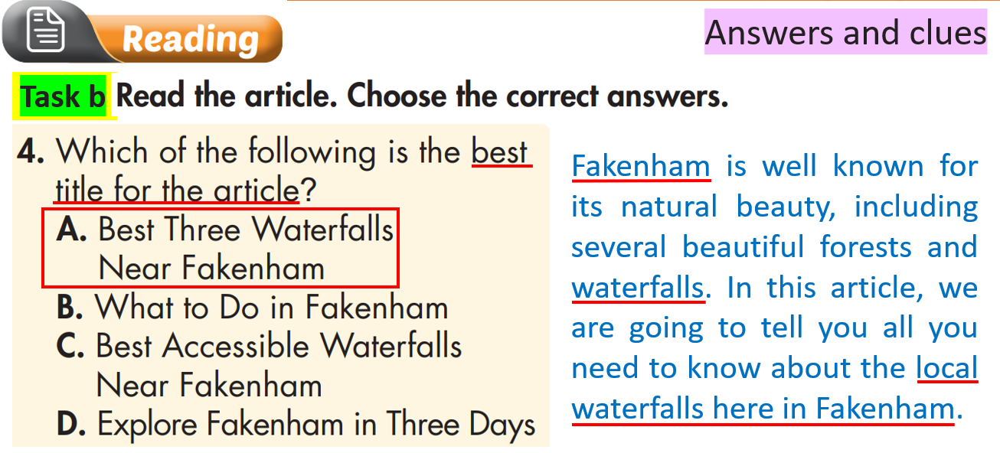 Reading
Answers and clues
Task b Read the article. Choose the correct answers.
4. Which of the following is the best
title for the article?
A. Best Three Waterfalls
Near Fakenham
B. What to Do in Fakenham
C. Best Accessible Waterfalls
Near Fakenham
D. Explore Fakenham in Three Days
Fakenham is well known for
its natural beauty, including
several beautiful forests and
waterfalls. In this article, we
are going to tell you all you
need to know about the local
waterfalls here in Fakenham.